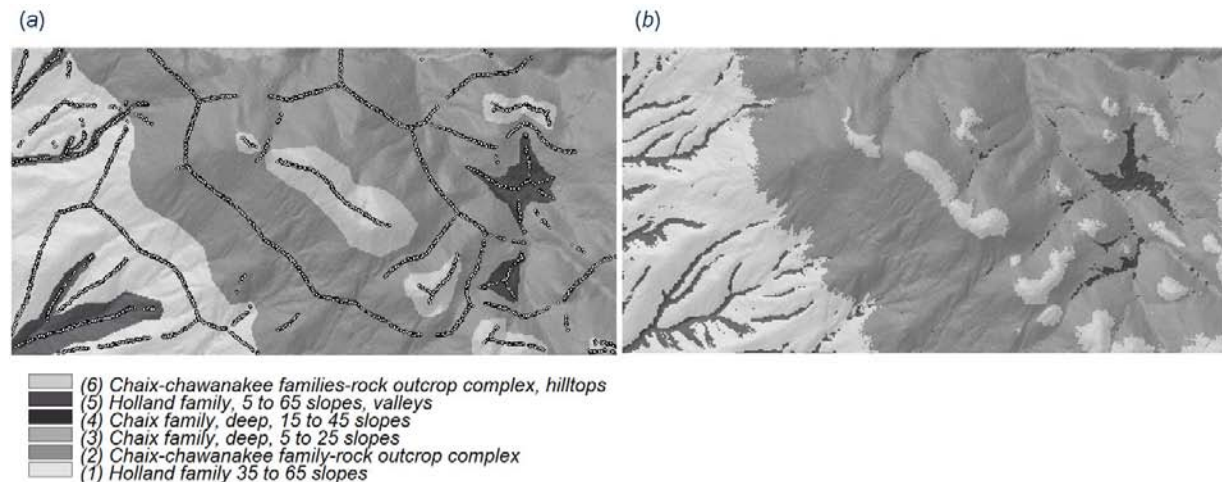 (a)
(b)
(6) Chaix-chawanakee families-rock outcrop complex, hilltops
(5) Holland family, 5 to 65 slopes, valleys
(4) Chaix family, deep, 15 to 45 slopes
(3) Chaix family, deep, 5 to 25 slopes
(2) Chaix-chawanakee family-rock outcrop complex
(1) Holland family 35 to 65 slopes